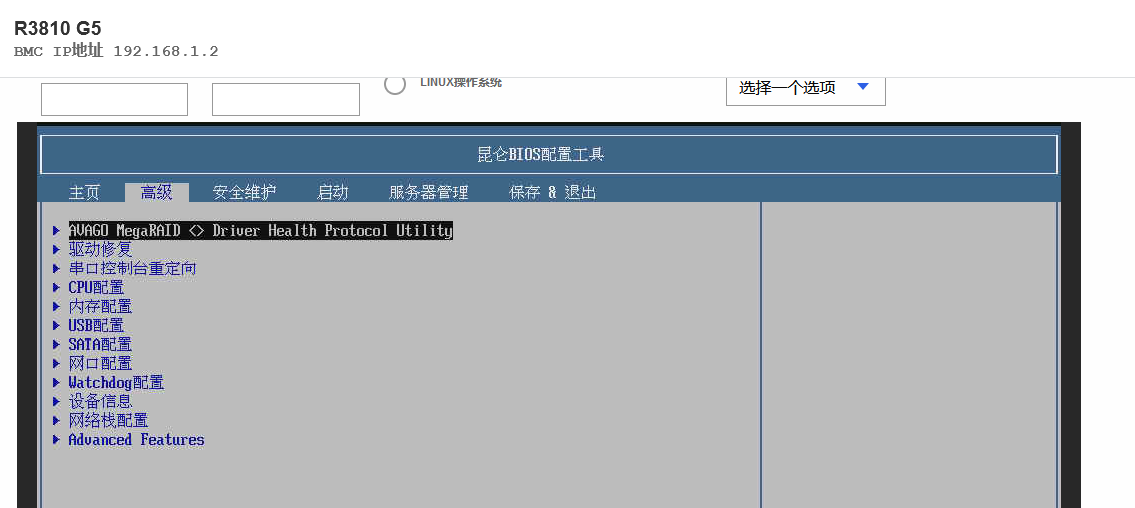 R3810 G5
BMC IP地址 192.168.1.2
LINUX操作系统
选择一个选项
昆仑BIOS配置工具
主页 高级 安全维护 启动 服务器管理 保存 & 退出
AVAGO MegaRAID <> Driver Health Protocol Utility
驱动修复
串口控制台重定向
CPU配置
内存配置
USB配置
SATA配置
网口配置
Watchdog配置
设备信息
网络栈配置
Advanced Features